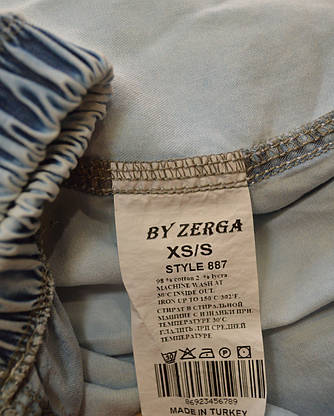 BY ZERGA
XS/S
STYLE 887
98 % cotton 2 % lycra
MACHINE WASH AT
30°C INSIDE OUT.
IRON UP TO 150 C 302°F
СТИРАТ В СТИРАЛЬНОЙ
МАШИНЕ С ИЗНАНКИ ПРИ
ТЕМПЕРАТУРЕ 30°C
ГЛАДИТЬ ПРИ СРЕДНЕЙ
ТЕМПЕРАТУРЕ
86923456789
MADE IN TURKEY